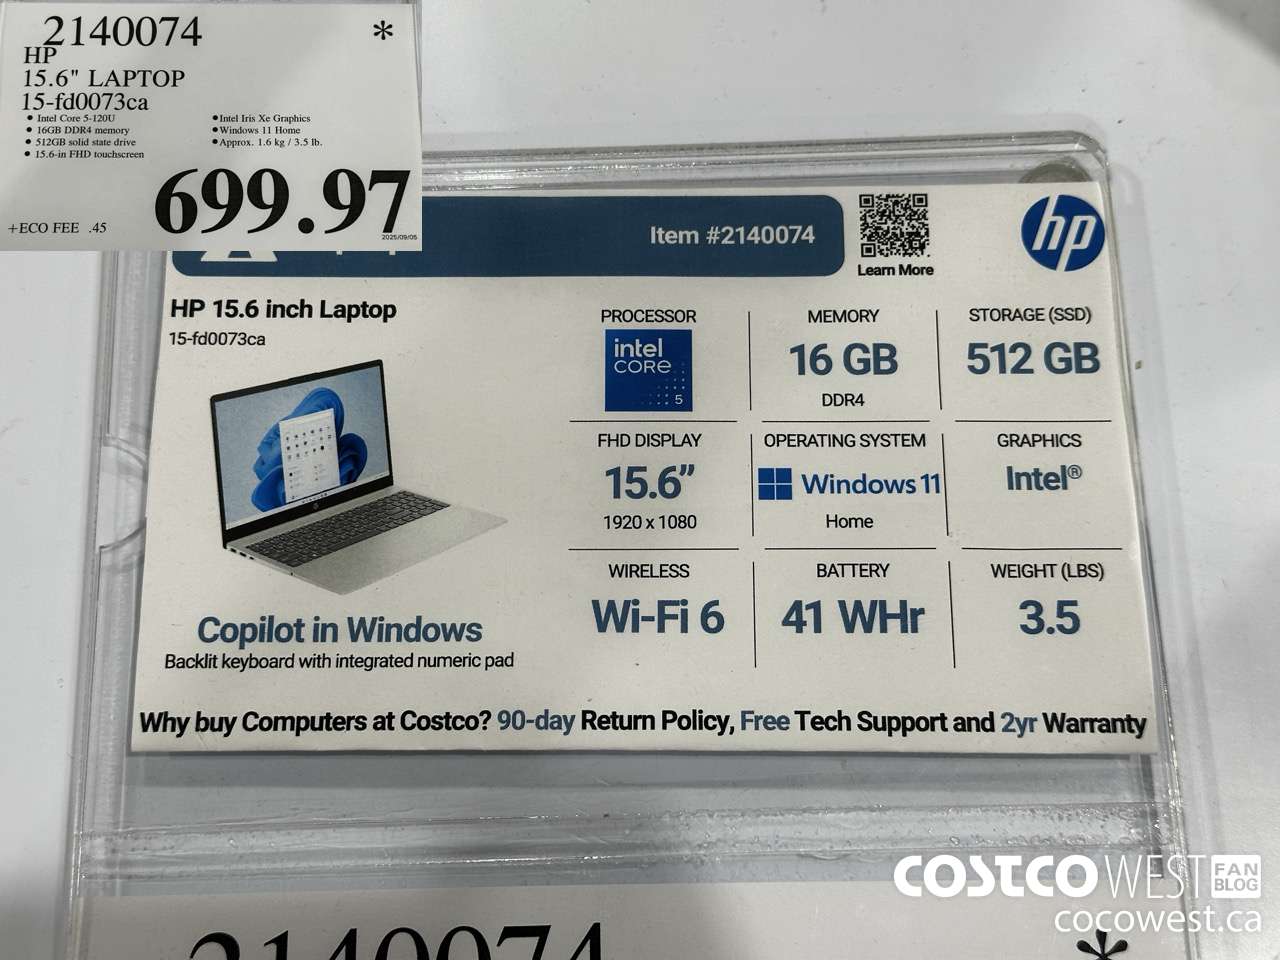 2140074 *
HP
15.6" LAPTOP
15-fd0073ca
• Intel Core 5-120U
• 16GB DDR4 memory
• 512GB solid state drive
• 15.6-in FHD touchscreen
• Intel Iris Xe Graphics
• Windows 11 Home
• Approx. 1.6 kg / 3.5 lb.
699.97
+ECO FEE .45
2025/09/05
Item #2140074
Learn More
hp
HP 15.6 inch Laptop
15-fd0073ca
PROCESSOR
intel
CORE
5
MEMORY
16 GB
DDR4
STORAGE (SSD)
512 GB
FHD DISPLAY
15.6”
1920 x 1080
OPERATING SYSTEM
Windows 11
Home
GRAPHICS
Intel®
WIRELESS
Wi-Fi 6
BATTERY
41 WHr
WEIGHT (LBS)
3.5
Copilot in Windows
Backlit keyboard with integrated numeric pad
Why buy Computers at Costco? 90-day Return Policy, Free Tech Support and 2yr Warranty
COSTCO WEST FAN BLOG
cocowest.ca
2140074 *